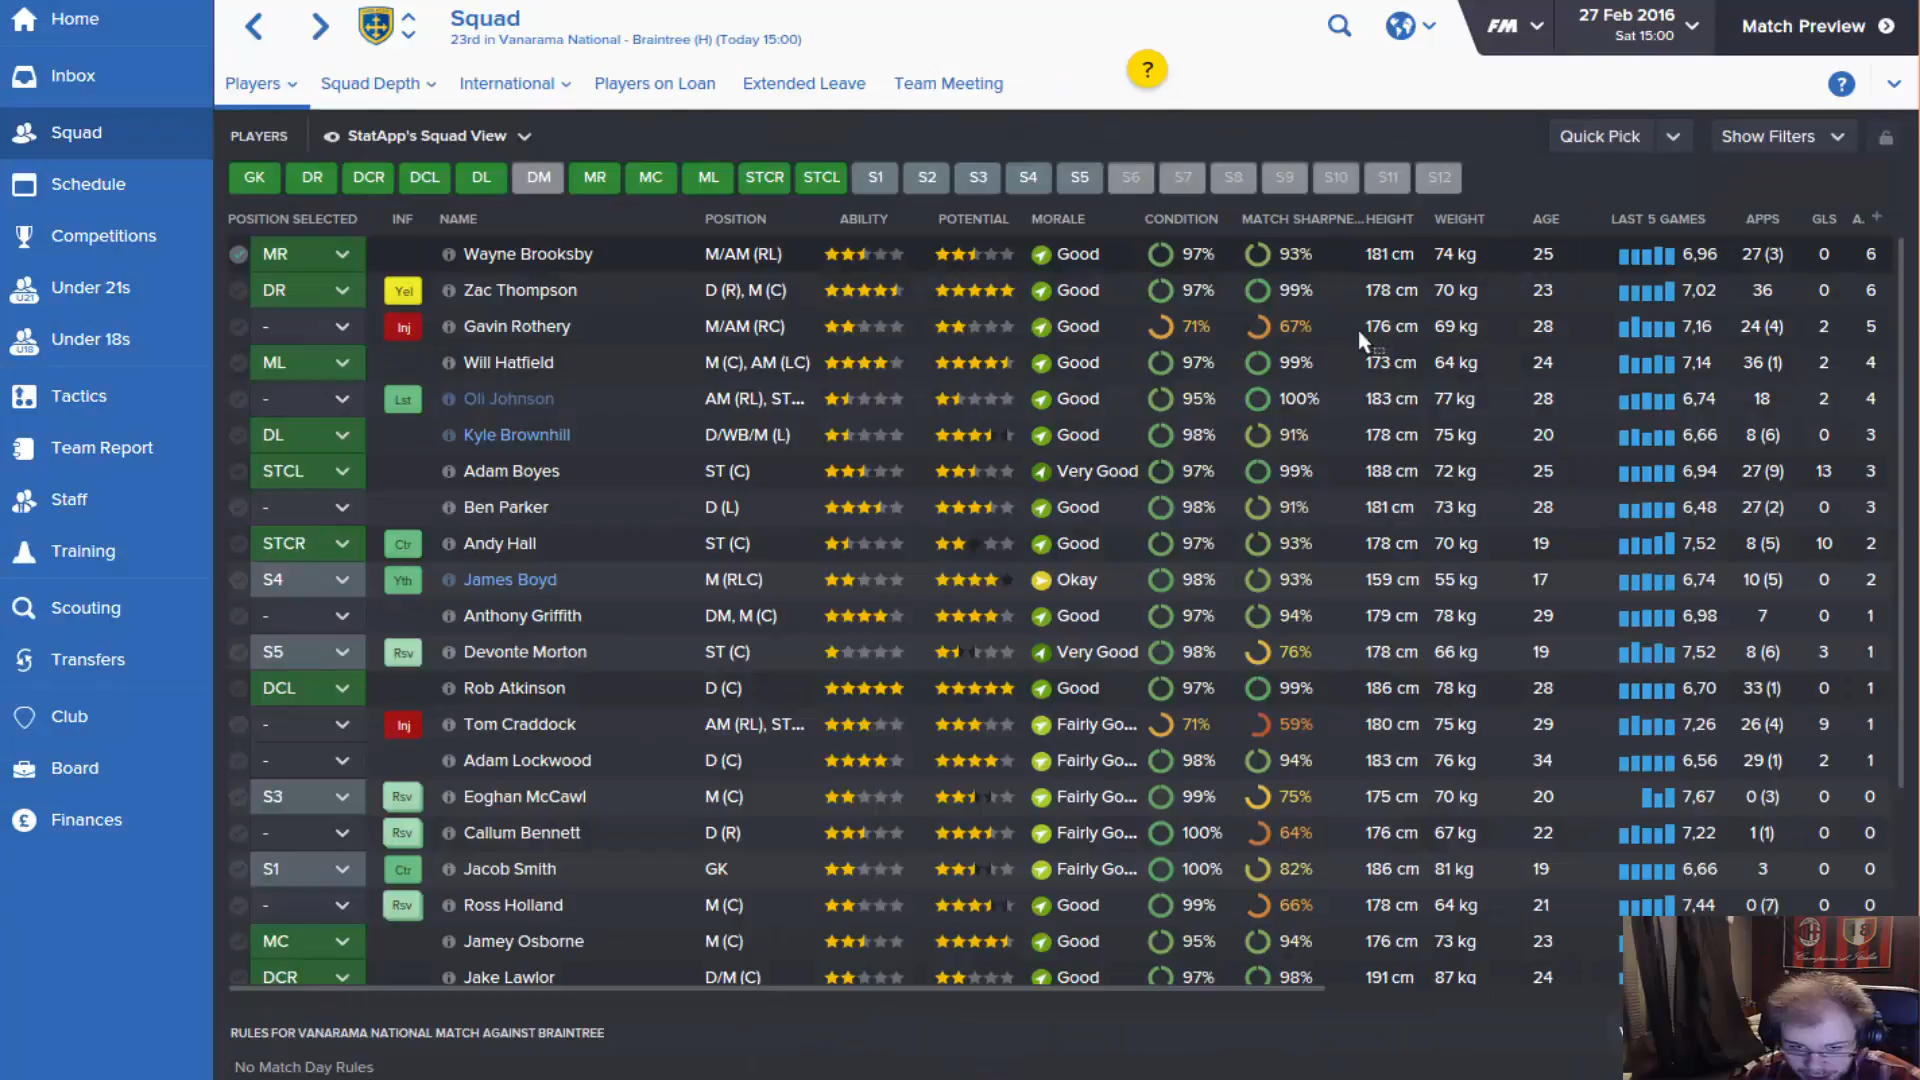 Home
Inbox
Squad
Schedule
Competitions
Under 21s
U21
Under 18s
U18
Tactics
Team Report
Staff
Training
Scouting
Transfers
Club
Board
Finances
Squad
23rd in Vanarama National - Braintree (H) (Today 15:00)
FM
27 Feb 2016
Sat 15:00
Match Preview
Players
Squad Depth
International
Players on Loan
Extended Leave
Team Meeting
?
?
PLAYERS
StatApp's Squad View
Quick Pick
Show Filters
GK DR DCR DCL DL DM MR MC ML STCR STCL S1 S2 S3 S4 S5 S6 S7 S8 S9 S10 S11 S12
POSITION SELECTED INF NAME POSITION ABILITY POTENTIAL MORALE CONDITION MATCH SHARPNE... HEIGHT WEIGHT AGE LAST 5 GAMES APPS GLS A. +
MR Wayne Brooksby M/AM (RL) Good 97% 93% 181 cm 74 kg 25 6,96 27 (3) 0 6
DR Yel Zac Thompson D (R), M (C) Good 97% 99% 178 cm 70 kg 23 7,02 36 0 6
- Inj Gavin Rothery M/AM (RC) Good 71% 67% 176 cm 69 kg 28 7,16 24 (4) 2 5
ML Will Hatfield M (C), AM (LC) Good 97% 99% 173 cm 64 kg 24 7,14 36 (1) 2 4
- Lst Oli Johnson AM (RL), ST... Good 95% 100% 183 cm 77 kg 28 6,74 18 2 4
DL Kyle Brownhill D/WB/M (L) Good 98% 91% 178 cm 75 kg 20 6,66 8 (6) 0 3
STCL Adam Boyes ST (C) Very Good 97% 99% 188 cm 72 kg 25 6,94 27 (9) 13 3
- Ben Parker D (L) Good 98% 91% 181 cm 73 kg 28 6,48 27 (2) 0 3
STCR Ctr Andy Hall ST (C) Good 97% 93% 178 cm 70 kg 19 7,52 8 (5) 10 2
S4 Yth James Boyd M (RLC) Okay 98% 93% 159 cm 55 kg 17 6,74 10 (5) 0 2
- Anthony Griffith DM, M (C) Good 97% 94% 179 cm 78 kg 29 6,98 7 0 1
S5 Rsv Devonte Morton ST (C) Very Good 98% 76% 178 cm 66 kg 19 7,52 8 (6) 3 1
DCL Rob Atkinson D (C) Good 97% 99% 186 cm 78 kg 28 6,70 33 (1) 0 1
- Inj Tom Craddock AM (RL), ST... Fairly Go... 71% 59% 180 cm 75 kg 29 7,26 26 (4) 9 1
- Adam Lockwood D (C) Fairly Go... 98% 94% 183 cm 76 kg 34 6,56 29 (1) 2 1
S3 Rsv Eoghan McCawl M (C) Fairly Go... 99% 75% 175 cm 70 kg 20 7,67 0 (3) 0 0
- Rsv Callum Bennett D (R) Fairly Go... 100% 64% 176 cm 67 kg 22 7,22 1 (1) 0 0
S1 Ctr Jacob Smith GK Fairly Go... 100% 82% 186 cm 81 kg 19 6,66 3 0 0
- Rsv Ross Holland M (C) Good 99% 66% 178 cm 64 kg 21 7,44 0 (7) 0 0
MC Jamey Osborne M (C) Good 95% 94% 176 cm 73 kg 23
DCR Jake Lawlor D/M (C) Good 97% 98% 191 cm 87 kg 24
RULES FOR VANARAMA NATIONAL MATCH AGAINST BRAINTREE
No Match Day Rules